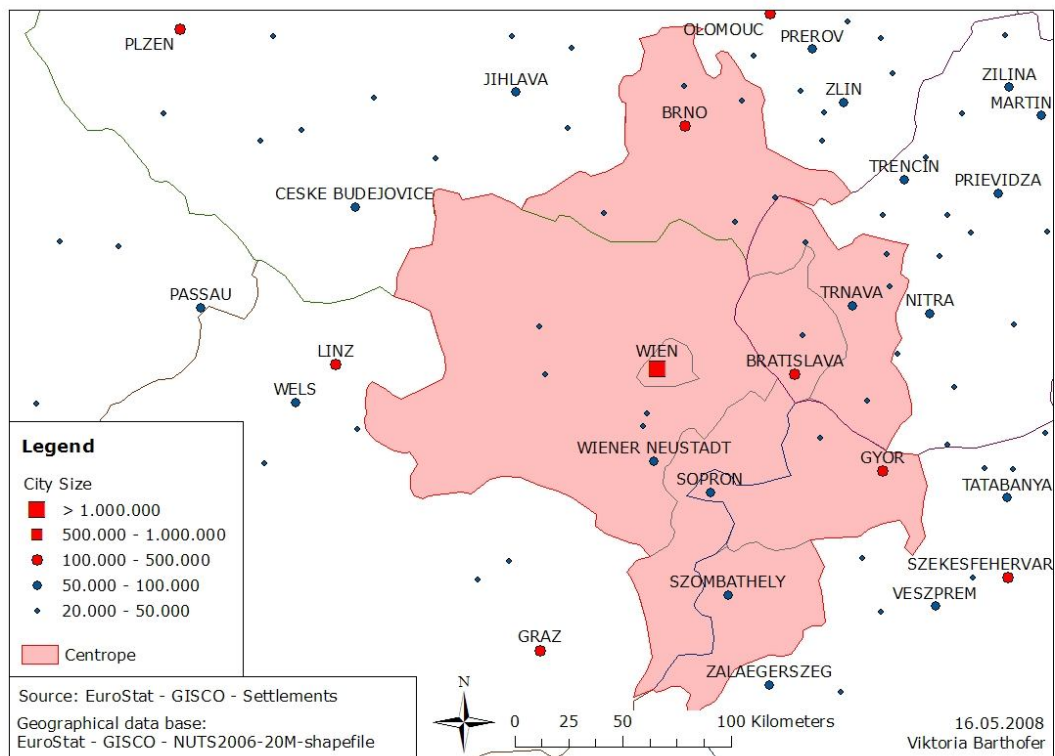 PLZEN
OLOMOUC
PREROV
JIHLAVA
ZLIN
ZILINA
MARTIN
BRNO
TRENCIN
PRIEVIDZA
CESKE BUDEJOVICE
PASSAU
TRNAVA
NITRA
LINZ
WIEN
BRATISLAVA
WELS
WIENER NEUSTADT
GYOR
SOPRON
TATABANYA
SZEKESFEHERVAR
SZOMBATHELY
VESZPREM
GRAZ
ZALAEGERSZEG
Legend
City Size
> 1.000.000
500.000 - 1.000.000
100.000 - 500.000
50.000 - 100.000
20.000 - 50.000
Centrope
Source: EuroStat - GISCO - Settlements
Geographical data base:
EuroStat - GISCO - NUTS2006-20M-shapefile
N
0 25 50 100 Kilometers
16.05.2008
Viktoria Barthofer